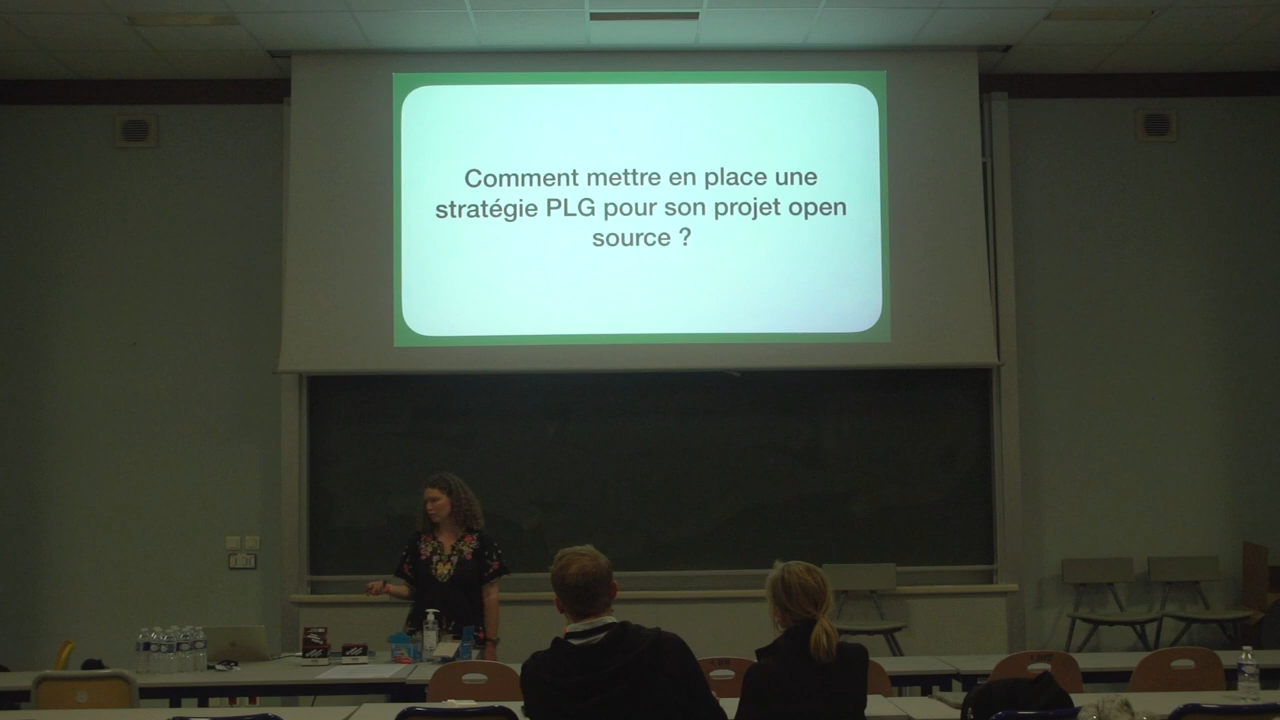 Comment mettre en place une
stratégie PLG pour son projet open
source ?